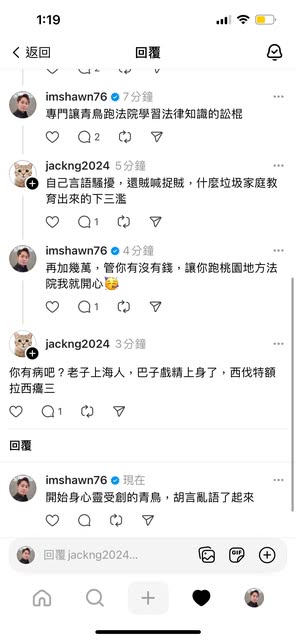 1:19
返回
回覆
2
imshawn76 7分鐘
專門讓青鳥跑法院學習法律知識的訟棍
2
jackng2024 5分鐘
自己言語騷擾，還賊喊捉賊，什麼垃圾家庭教
育出來的下三濫
1
imshawn76 4分鐘
再加幾萬，管你有沒有錢，讓你跑桃園地方法
院我就開心🥳
1
jackng2024 3分鐘
你有病吧？老子上海人，巴子戲精上身了，西伐特額
拉西癟三
1
回覆
imshawn76 現在
開始身心靈受創的青鳥，胡言亂語了起來
回覆 jackng2024...
GIF